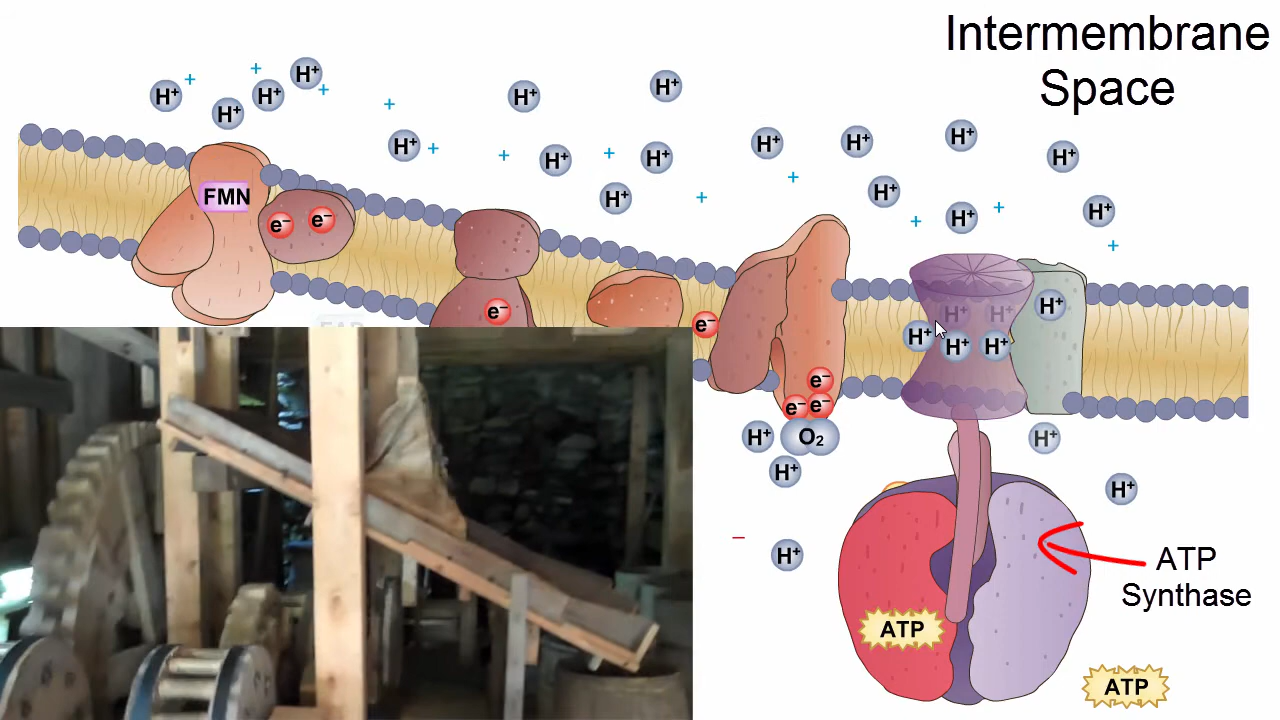 Intermembrane
Space
H⁺
H⁺
H⁺
H⁺
H⁺
H⁺
H⁺
H⁺
H⁺
H⁺
H⁺
H⁺
H⁺
H⁺
FMN
H⁺
H⁺
H⁺
e⁻
e⁻
H⁺
e⁻
H⁺
H⁺
e⁻
H⁺
H⁺
H⁺
e⁻
e⁻
e⁻
H⁺
O₂
H⁺
H⁺
H⁺
H⁺
ATP
Synthase
ATP
ATP